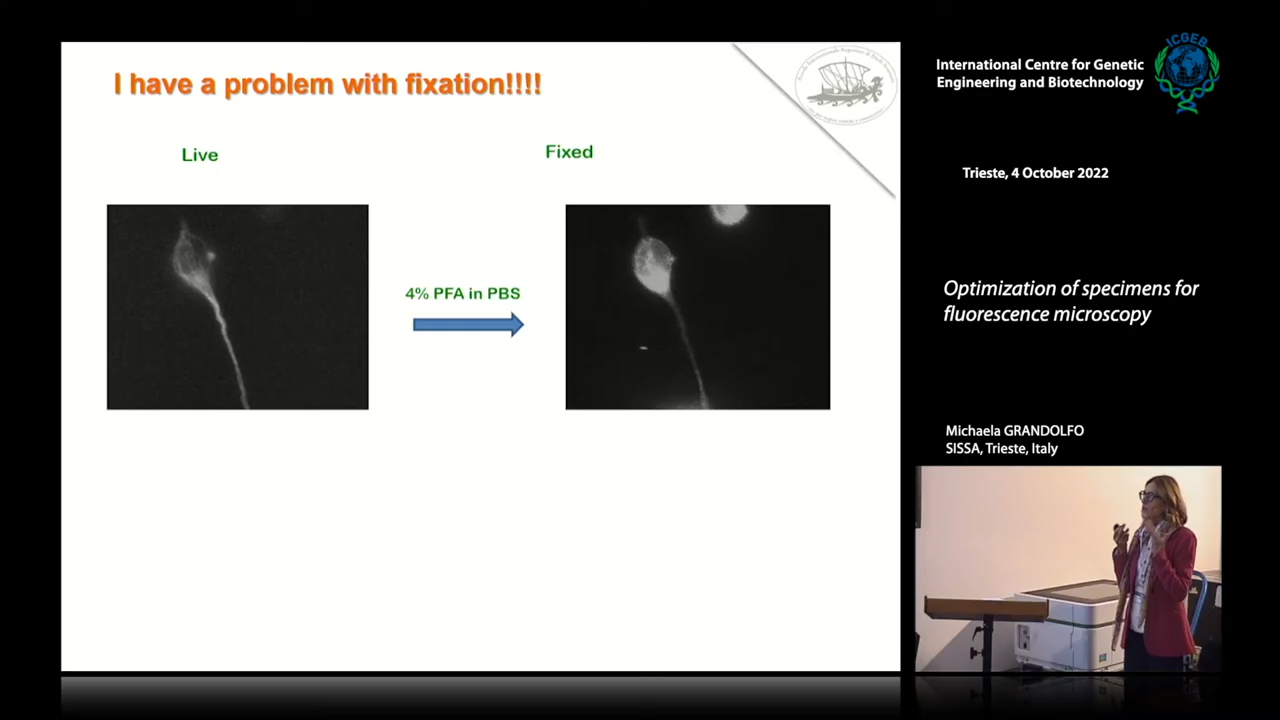 I have a problem with fixation!!!!
Live
Fixed
4% PFA in PBS
ICGEB
International Centre for Genetic
Engineering and Biotechnology
Trieste, 4 October 2022
Optimization of specimens for
fluorescence microscopy
Michaela GRANDOLFO
SISSA, Trieste, Italy